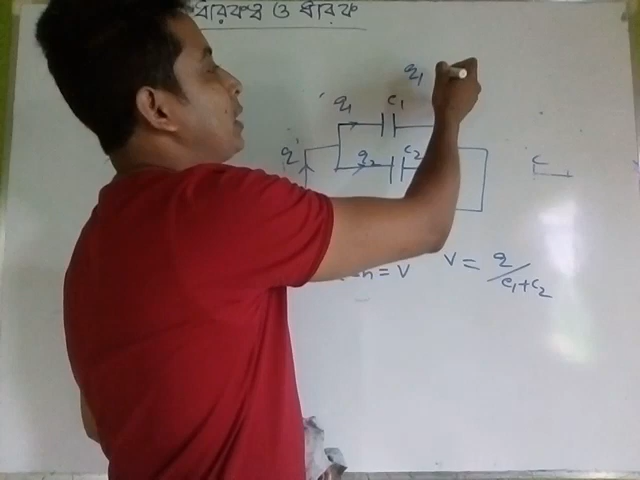 ধারকত্ব ও ধারক
q₁
q₁ C₁
q q₂ C₂
C
= V V = q/C₁+C₂